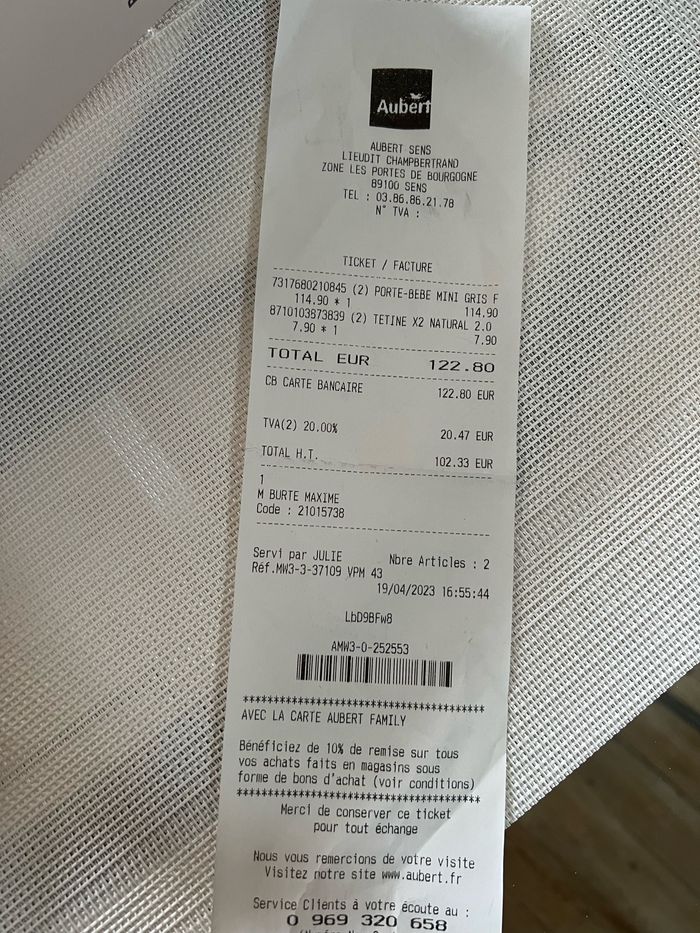 Aubert
AUBERT SENS
LIEUDIT CHAMPBERTRAND
ZONE LES PORTES DE BOURGOGNE
89100 SENS
TEL : 03.86.86.21.78
N° TVA :
TICKET / FACTURE
7317680210845 (2) PORTE-BEBE MINI GRIS F
114.90 * 1 114.90
8710103873839 (2) TETINE X2 NATURAL 2.0
7.90 * 1 7.90
TOTAL EUR 122.80
CB CARTE BANCAIRE 122.80 EUR
TVA(2) 20.00% 20.47 EUR
TOTAL H.T. 102.33 EUR
1
M BURTE MAXIME
Code : 21015738
Servi par JULIE Nbre Articles : 2
Réf.MW3-3-37109 VPM 43
19/04/2023 16:55:44
LbD9BFw8
AMW3-0-252553
****************************************
AVEC LA CARTE AUBERT FAMILY
Bénéficiez de 10% de remise sur tous
vos achats faits en magasins sous
forme de bons d'achat (voir conditions)
****************************************
Merci de conserver ce ticket
pour tout échange
Nous vous remercions de votre visite
Visitez notre site www.aubert.fr
Service Clients à votre écoute au :
0 969 320 658